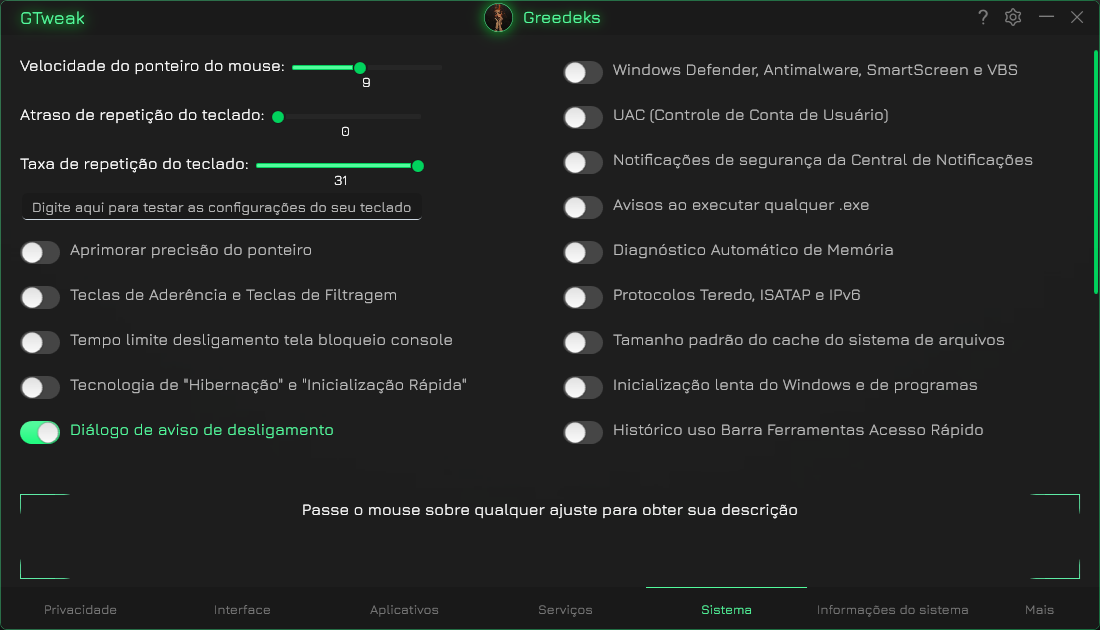 GTweak
Greedeks
?
Velocidade do ponteiro do mouse:
9
Atraso de repetição do teclado:
0
Taxa de repetição do teclado:
31
Digite aqui para testar as configurações do seu teclado
Aprimorar precisão do ponteiro
Teclas de Aderência e Teclas de Filtragem
Tempo limite desligamento tela bloqueio console
Tecnologia de "Hibernação" e "Inicialização Rápida"
Diálogo de aviso de desligamento
Windows Defender, Antimalware, SmartScreen e VBS
UAC (Controle de Conta de Usuário)
Notificações de segurança da Central de Notificações
Avisos ao executar qualquer .exe
Diagnóstico Automático de Memória
Protocolos Teredo, ISATAP e IPv6
Tamanho padrão do cache do sistema de arquivos
Inicialização lenta do Windows e de programas
Histórico uso Barra Ferramentas Acesso Rápido
Passe o mouse sobre qualquer ajuste para obter sua descrição
Privacidade
Interface
Aplicativos
Serviços
Sistema
Informações do sistema
Mais